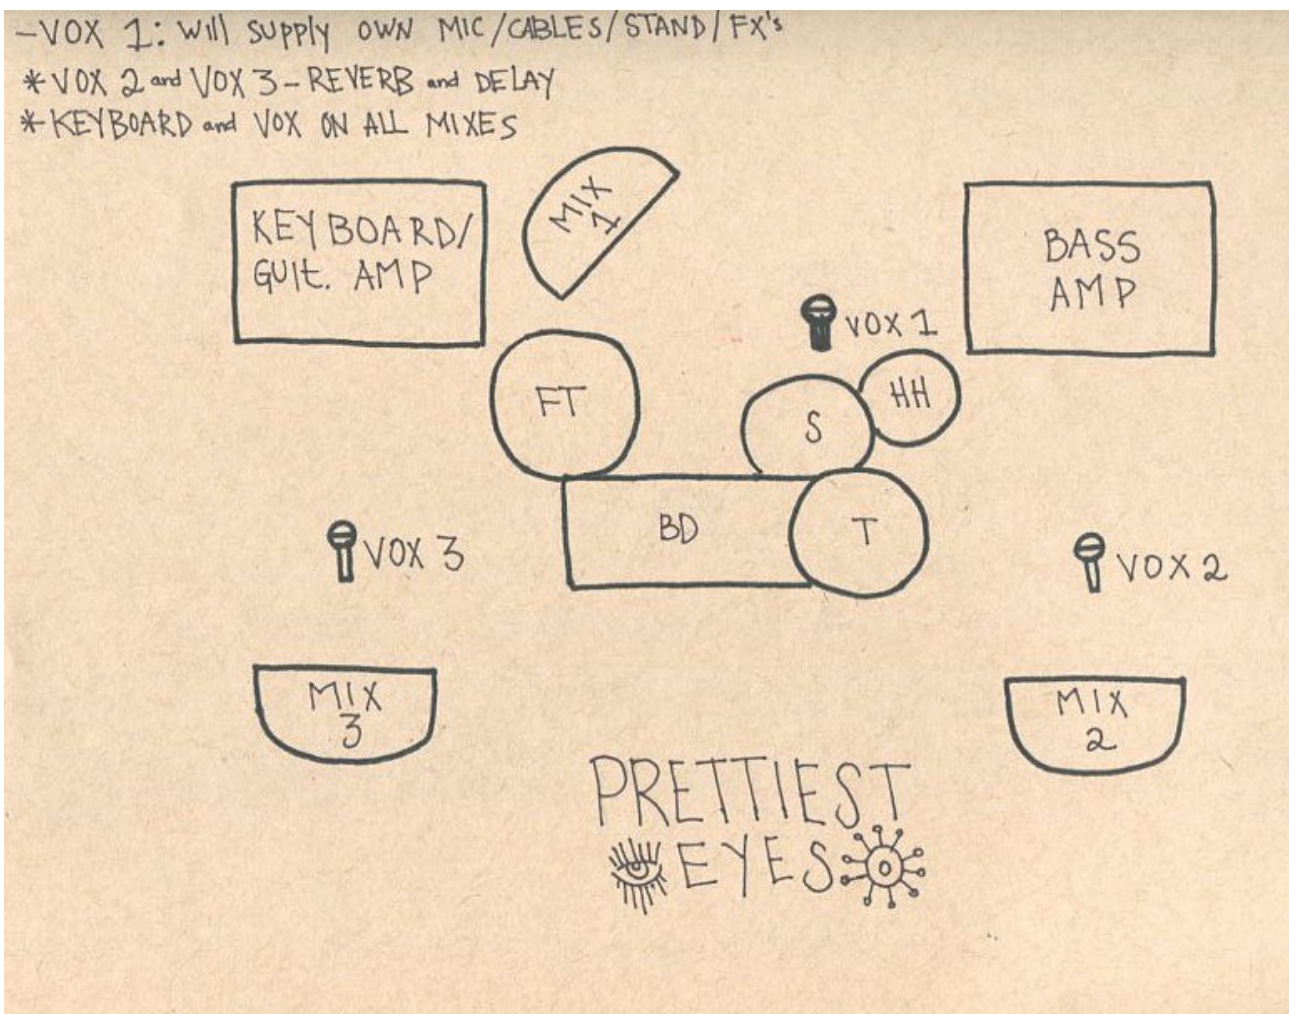 -VOX 1: Will SUPPLY OWN MIC/CABLES/STAND/FX's
* VOX 2 and VOX 3 - REVERB and DELAY
* KEYBOARD and VOX ON ALL MIXES
MIX
1
KEYBOARD/
GUIt. AMP
BASS
AMP
VOX 1
FT
S
HH
BD
T
VOX 3
VOX 2
MIX
3
MIX
2
PRETTIEST
EYES